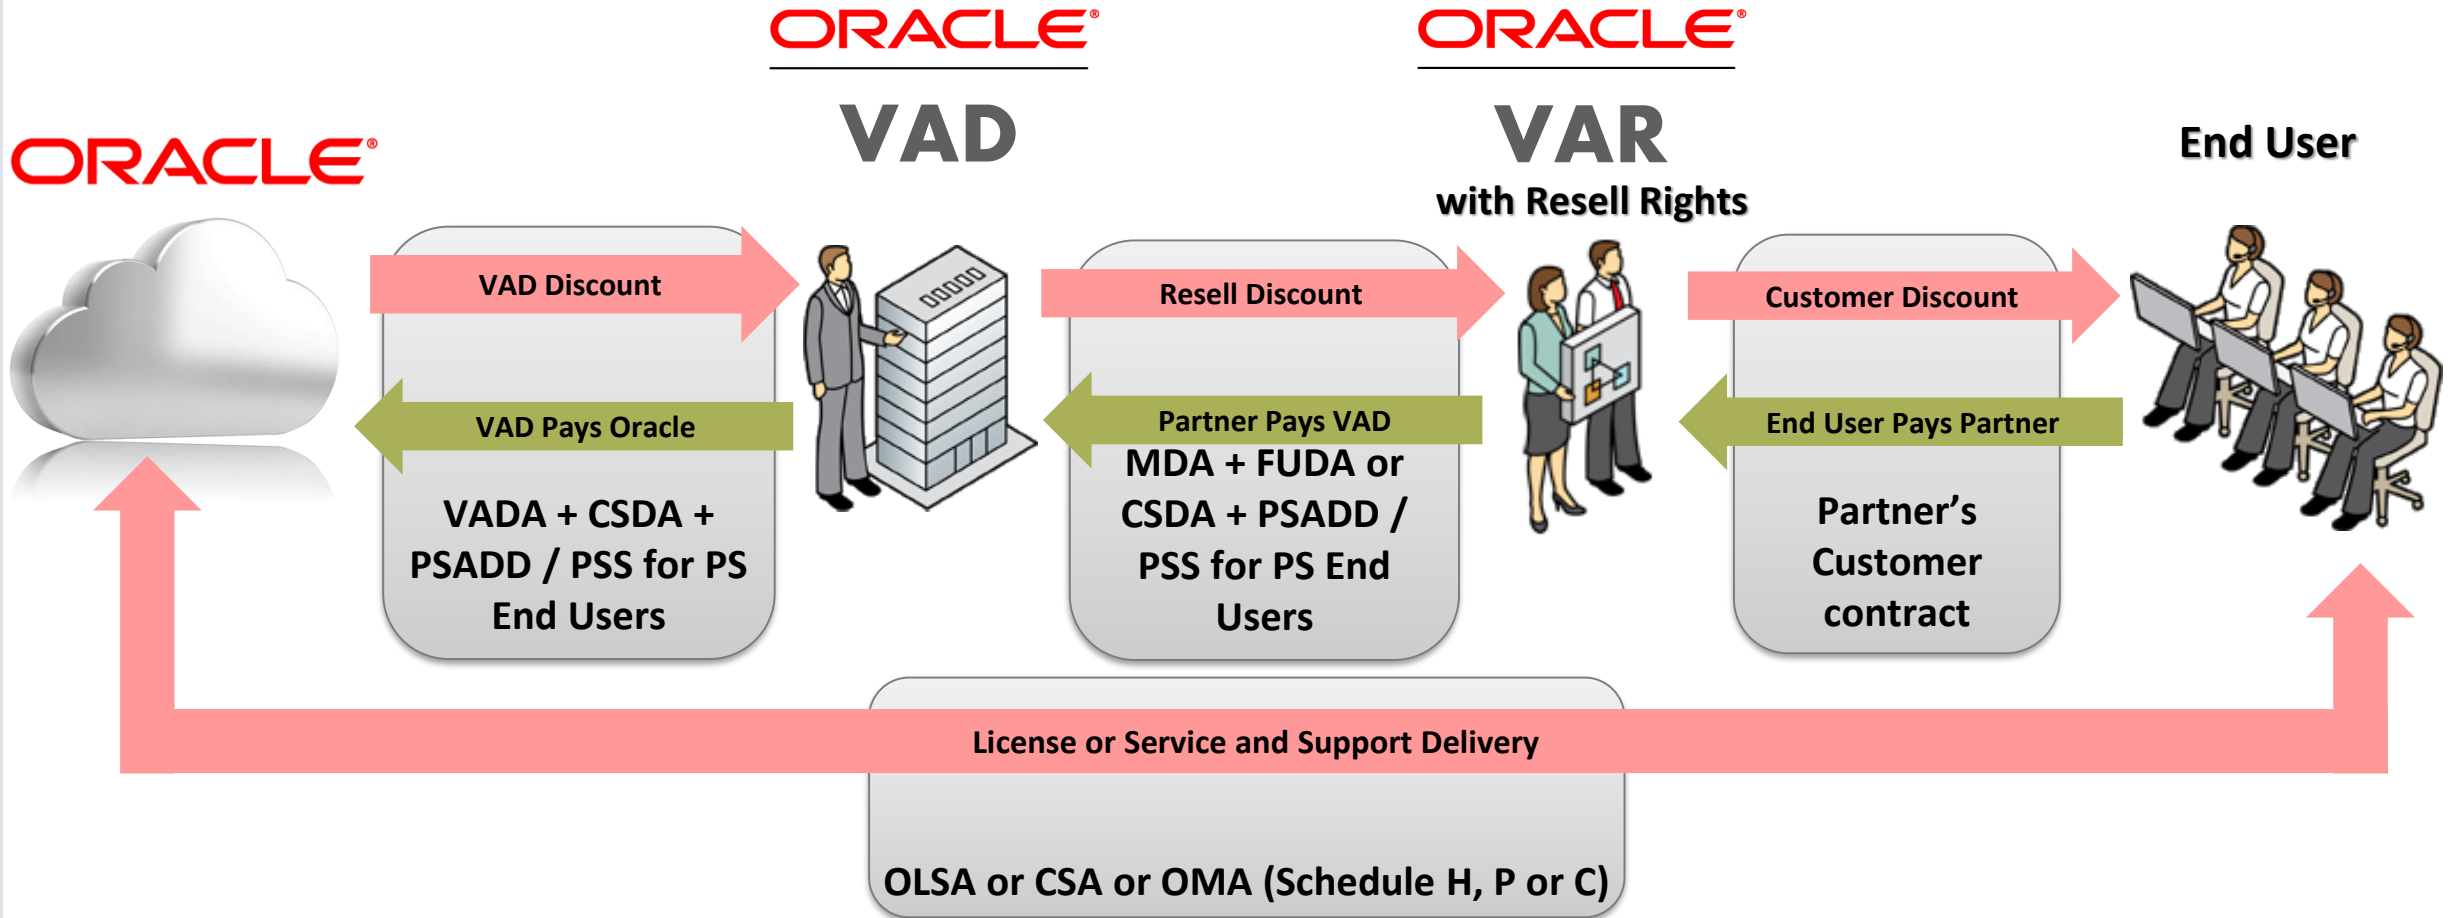 ORACLE®
VAD
ORACLE®
VAR
with Resell Rights
ORACLE®
End User
VAD Discount
VAD Pays Oracle
VADA + CSDA +
PSADD / PSS for PS
End Users
Resell Discount
Partner Pays VAD
MDA + FUDA or
CSDA + PSADD /
PSS for PS End
Users
Customer Discount
End User Pays Partner
Partner’s
Customer
contract
License or Service and Support Delivery
OLSA or CSA or OMA (Schedule H, P or C)